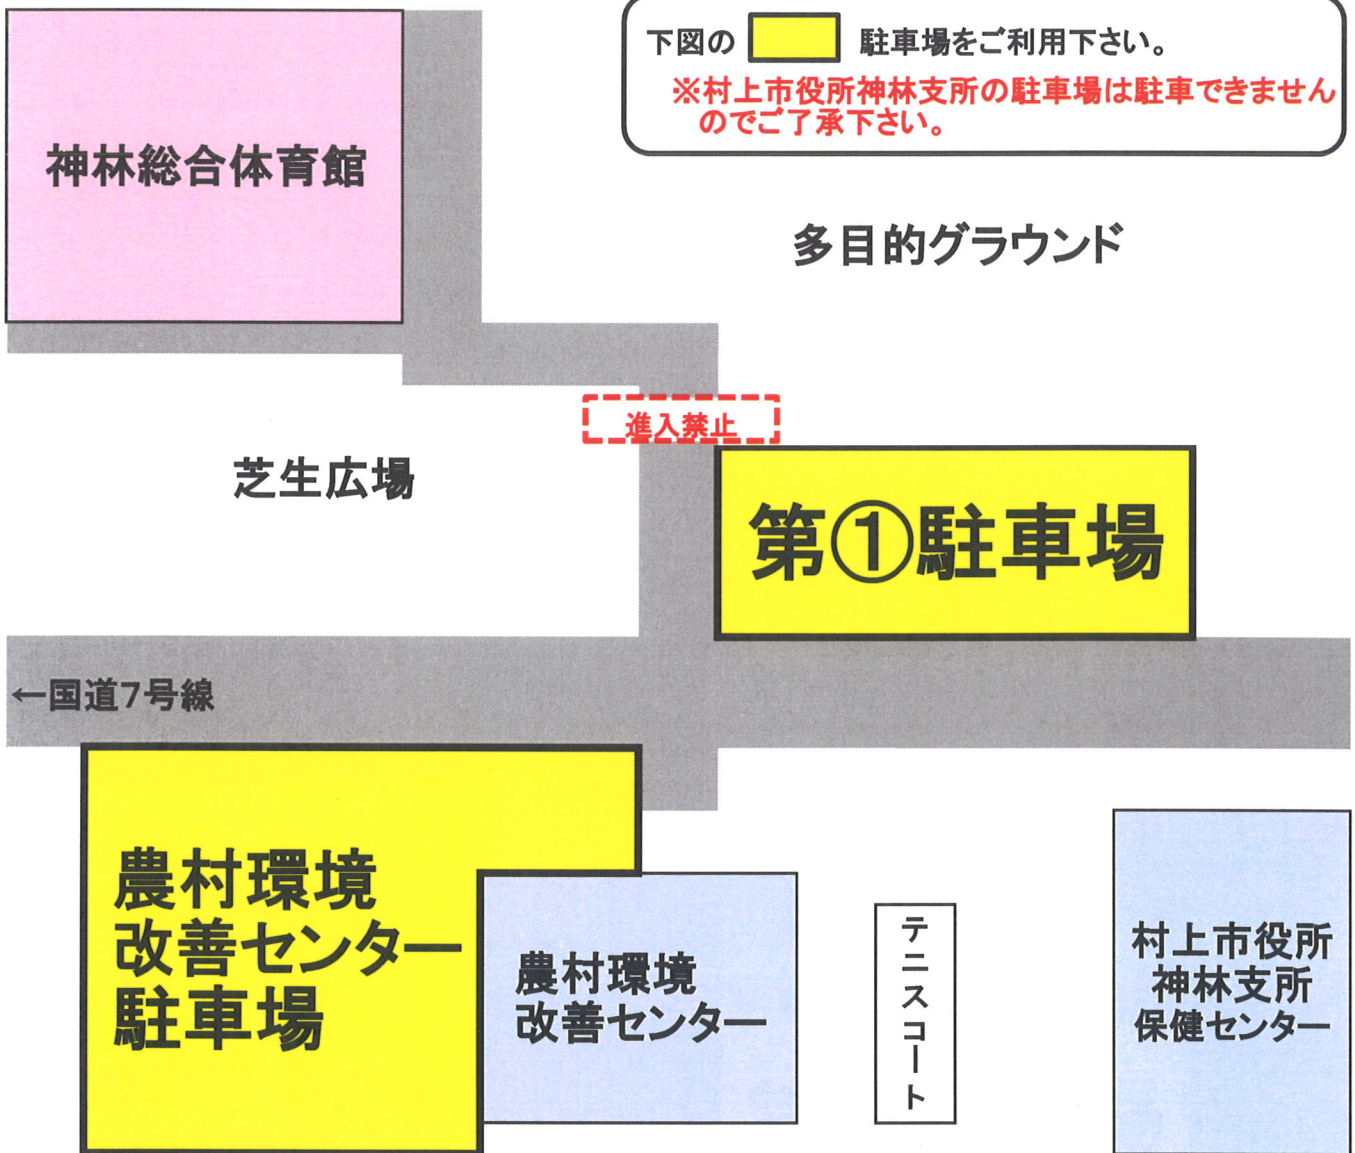 下図の 駐車場をご利用下さい。
※村上市役所神林支所の駐車場は駐車できません
のでご了承下さい。
神林総合体育館
多目的グラウンド
進入禁止
芝生広場
第①駐車場
←国道7号線
農村環境
改善センター
駐車場
農村環境
改善センター
テニスコート
村上市役所
神林支所
保健センター